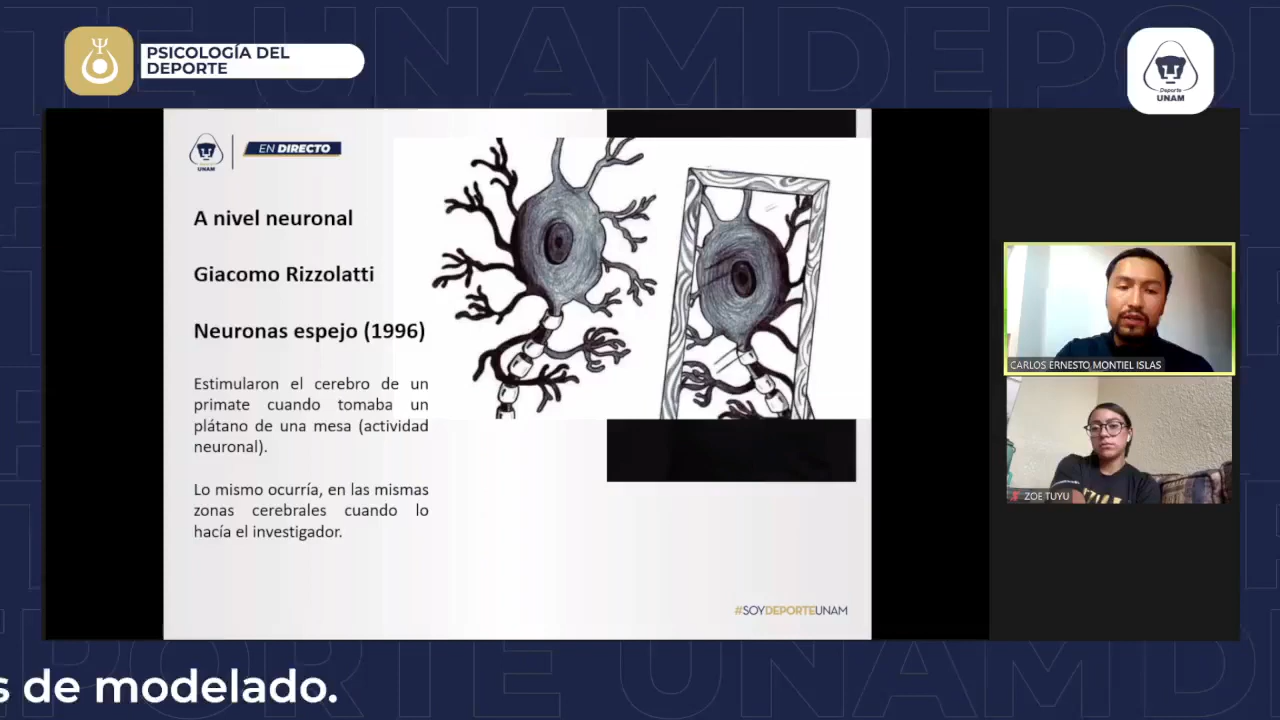 PSICOLOGÍA DEL
DEPORTE
Deporte
UNAM
UNAM
EN DIRECTO
A nivel neuronal
Giacomo Rizzolatti
Neuronas espejo (1996)
Estimularon el cerebro de un
primate cuando tomaba un
plátano de una mesa (actividad
neuronal).
Lo mismo ocurría, en las mismas
zonas cerebrales cuando lo
hacía el investigador.
#SOYDEPORTEUNAM
CARLOS ERNESTO MONTIEL ISLAS
ZOE TUYU
s de modelado.